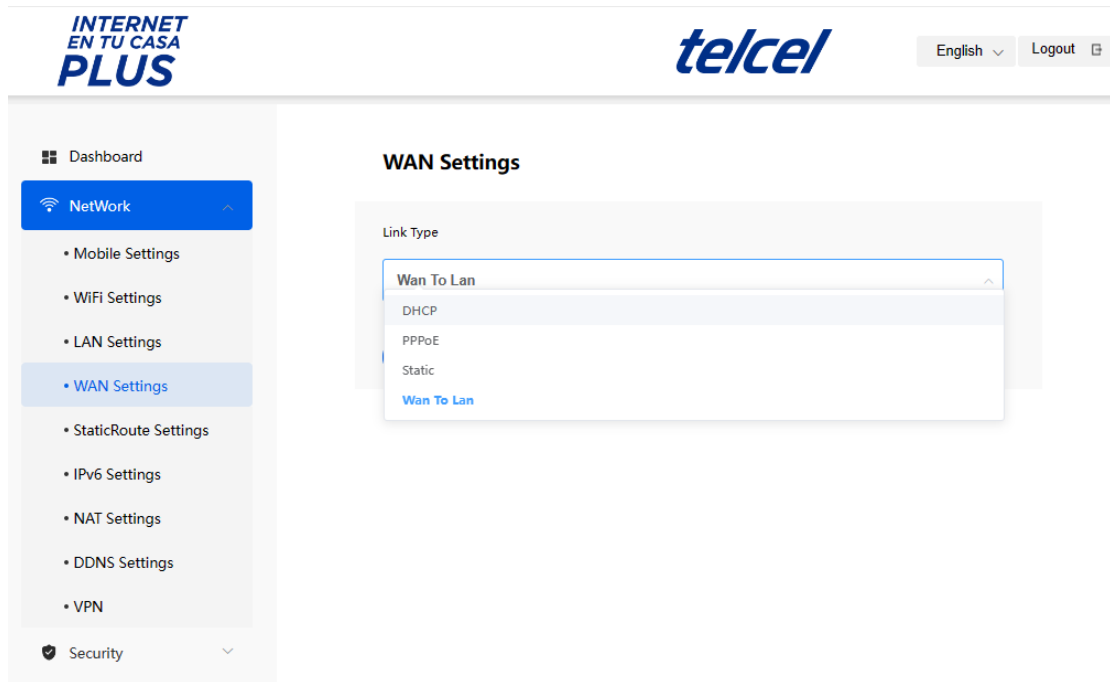 INTERNET
EN TU CASA
PLUS
telcel
English
Logout
Dashboard
NetWork
• Mobile Settings
• WiFi Settings
• LAN Settings
• WAN Settings
• StaticRoute Settings
• IPv6 Settings
• NAT Settings
• DDNS Settings
• VPN
Security
WAN Settings
Link Type
Wan To Lan
DHCP
PPPoE
Static
Wan To Lan